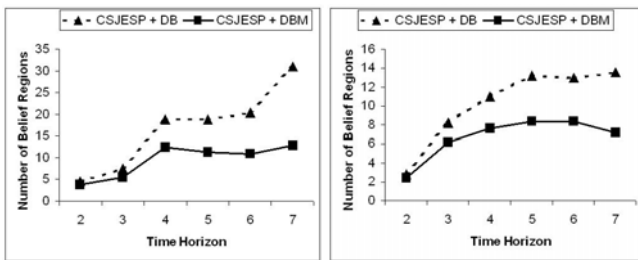 CSJESP + DB CSJESP + DBM
Number of Belief Regions
35
30
25
20
15
10
5
0
2 3 4 5 6 7
Time Horizon
CSJESP + DB CSJESP + DBM
Number of Belief Regions
16
14
12
10
8
6
4
2
0
2 3 4 5 6 7
Time Horizon